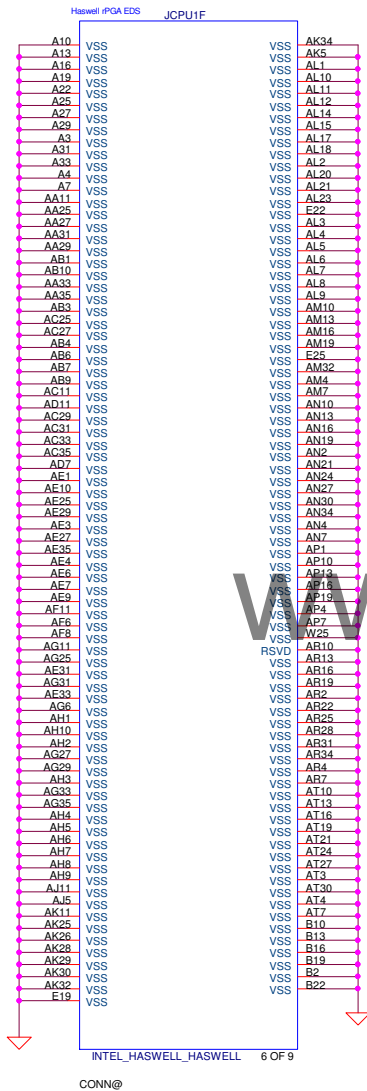 Haswell rPGA EDS
JCPU1F
A10 VSS VSS AK34
A13 VSS VSS AK5
A16 VSS VSS AL1
A19 VSS VSS AL10
A22 VSS VSS AL11
A25 VSS VSS AL12
A27 VSS VSS AL14
A29 VSS VSS AL15
A3 VSS VSS AL17
A31 VSS VSS AL18
A33 VSS VSS AL2
A4 VSS VSS AL20
A7 VSS VSS AL21
AA11 VSS VSS AL23
AA25 VSS VSS E22
AA27 VSS VSS AL3
AA31 VSS VSS AL4
AA29 VSS VSS AL5
AB1 VSS VSS AL6
AB10 VSS VSS AL7
AA33 VSS VSS AL8
AA35 VSS VSS AL9
AB3 VSS VSS AM10
AC25 VSS VSS AM13
AC27 VSS VSS AM16
AB4 VSS VSS AM19
AB6 VSS VSS E25
AB7 VSS VSS AM32
AB9 VSS VSS AM4
AC11 VSS VSS AM7
AD11 VSS VSS AN10
AC29 VSS VSS AN13
AC31 VSS VSS AN16
AC33 VSS VSS AN19
AC35 VSS VSS AN2
AD7 VSS VSS AN21
AE1 VSS VSS AN24
AE10 VSS VSS AN27
AE25 VSS VSS AN30
AE29 VSS VSS AN34
AE3 VSS VSS AN4
AE27 VSS VSS AN7
AE35 VSS VSS AP1
AE4 VSS VSS AP10
AE6 VSS VSS AP13
AE7 VSS VSS AP16
AE9 VSS VSS AP19
AF11 VSS VSS AP4
AF6 VSS VSS AP7
AF8 VSS VSS W25
AG11 VSS RSVD AR10
AG25 VSS VSS AR13
AE31 VSS VSS AR16
AG31 VSS VSS AR19
AE33 VSS VSS AR2
AG6 VSS VSS AR22
AH1 VSS VSS AR25
AH10 VSS VSS AR28
AH2 VSS VSS AR31
AG27 VSS VSS AR34
AG29 VSS VSS AR4
AH3 VSS VSS AR7
AG33 VSS VSS AT10
AG35 VSS VSS AT13
AH4 VSS VSS AT16
AH5 VSS VSS AT19
AH6 VSS VSS AT21
AH7 VSS VSS AT24
AH8 VSS VSS AT27
AH9 VSS VSS AT3
AJ11 VSS VSS AT30
AJ5 VSS VSS AT4
AK11 VSS VSS AT7
AK25 VSS VSS B10
AK26 VSS VSS B13
AK28 VSS VSS B16
AK29 VSS VSS B19
AK30 VSS VSS B2
AK32 VSS VSS B22
E19 VSS
INTEL_HASWELL_HASWELL 6 OF 9
CONN@